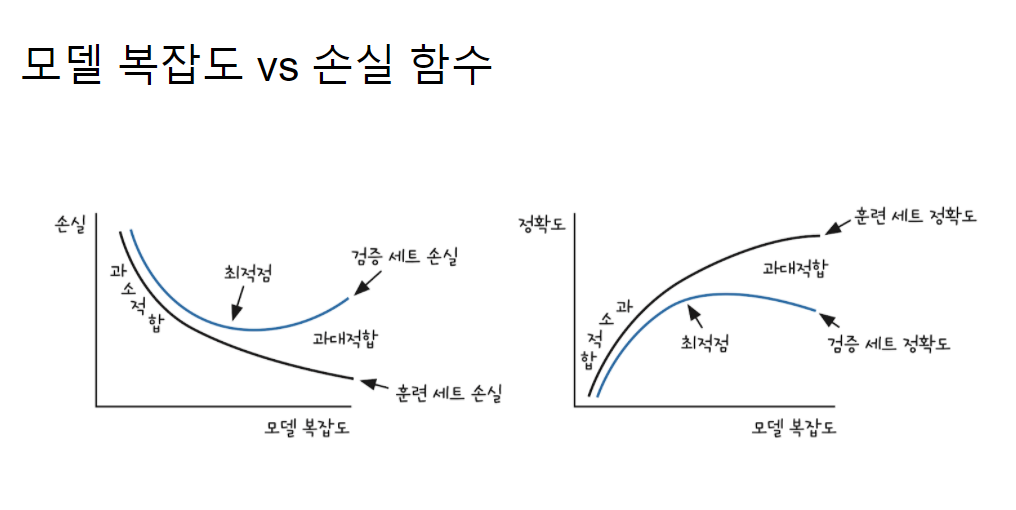 모델 복잡도 vs 손실 함수
손실
과소적합
최적점
검증 세트 손실
과대적합
훈련 세트 손실
모델 복잡도
정확도
훈련 세트 정확도
과대적합
과소적합
최적점
검증 세트 정확도
모델 복잡도